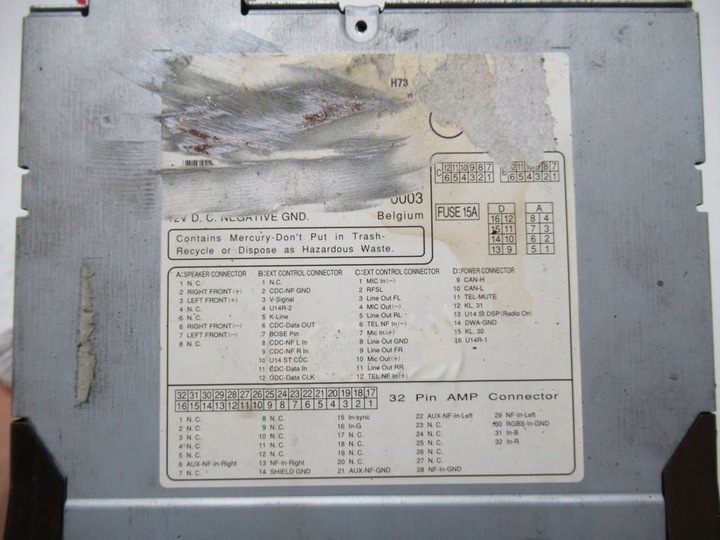 H73
0003
12V D. C. NEGATIVE GND. Belgium
Contains Mercury-Don't Put in Trash-
Recycle or Dispose as Hazardous Waste.
C 12 11 10 9 8 7
6 5 4 3 2 1
B 12 11 10 9 8 7
6 5 4 3 2 1
FUSE 15A
D
16 12
15 11
14 10
13 9
A
8 4
7 3
6 2
5 1
A:SPEAKER CONNECTOR
1 N.C.
2 RIGHT FRONT(+)
3 LEFT FRONT(+)
4 N.C.
5 N.C.
6 RIGHT FRONT(-)
7 LEFT FRONT(-)
8 N.C.
B:EXT CONTROL CONNECTOR
1 N.C.
2 CDC-NF GND
3 V-Signal
4 U14R-2
5 K-Line
6 CDC-Data OUT
7 BOSE Pin
8 CDC-NF L In
9 CDC-NF R In
10 U14 ST CDC
11 CDC-Data In
12 CDC-Data CLK
C:EXT CONTROL CONNECTOR
1 MIC In(-)
2 RFSL
3 Line Out FL
4 Mic Out(-)
5 Line Out RL
6 TEL NF In(-)
7 Mic In(+)
8 Line Out GND
9 Line Out FR
10 Mic Out(+)
11 Line Out RR
12 TEL NF In(+)
D:POWER CONNECTOR
9 CAN-H
10 CAN-L
11 TEL-MUTE
12 KL. 31
13 U14 St DSP (Radio On)
14 DWA-GND
15 KL. 30
16 U14R-1
32 31 30 29 28 27 26 25 24 23 22 21 20 19 18 17
16 15 14 13 12 11 10 9 8 7 6 5 4 3 2 1
32 Pin AMP Connector
1 N.C.
2 N.C.
3 N.C.
4 N.C.
5 N.C.
6 AUX-NF-In-Right
7 N.C.
8 N.C.
9 N.C.
10 N.C.
11 N.C.
12 N.C.
13 NF-In-Right
14 SHIELD GND
15 In-sync
16 In-G
17 N.C.
18 N.C.
19 N.C.
20 N.C.
21 AUX-NF-GND
22 AUX-NF-In-Left
23 N.C.
24 N.C.
25 N.C.
26 N.C.
27 N.C.
28 NF-In-GND
29 NF-In-Left
30 RGBS-In-GND
31 In-B
32 In-R